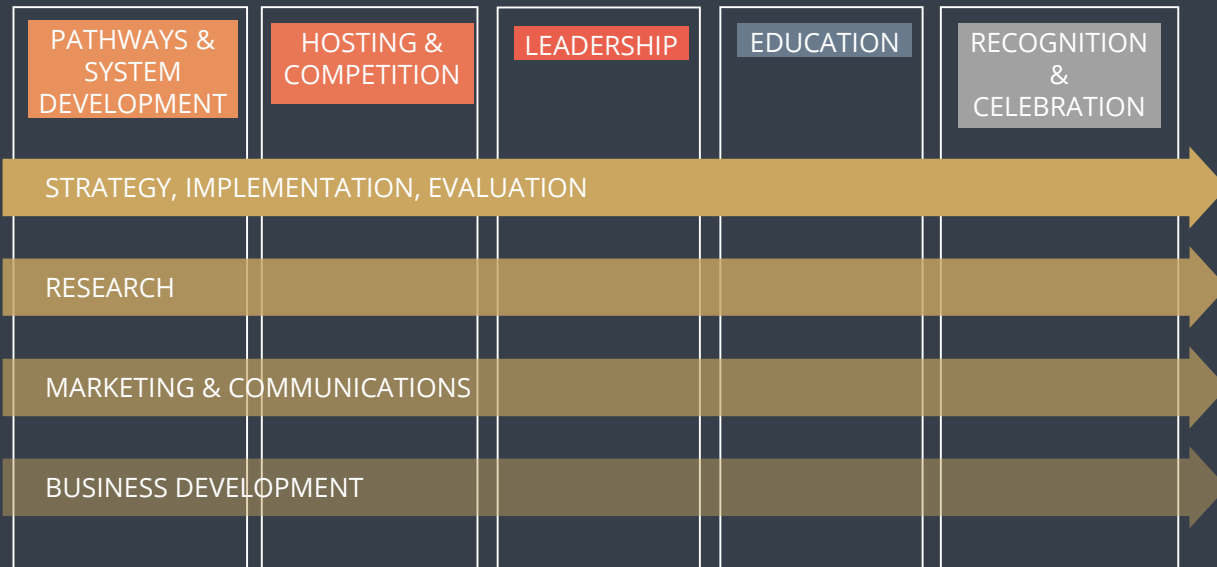 PATHWAYS &
SYSTEM
DEVELOPMENT
HOSTING &
COMPETITION
LEADERSHIP
EDUCATION
RECOGNITION
&
CELEBRATION
STRATEGY, IMPLEMENTATION, EVALUATION
RESEARCH
MARKETING & COMMUNICATIONS
BUSINESS DEVELOPMENT